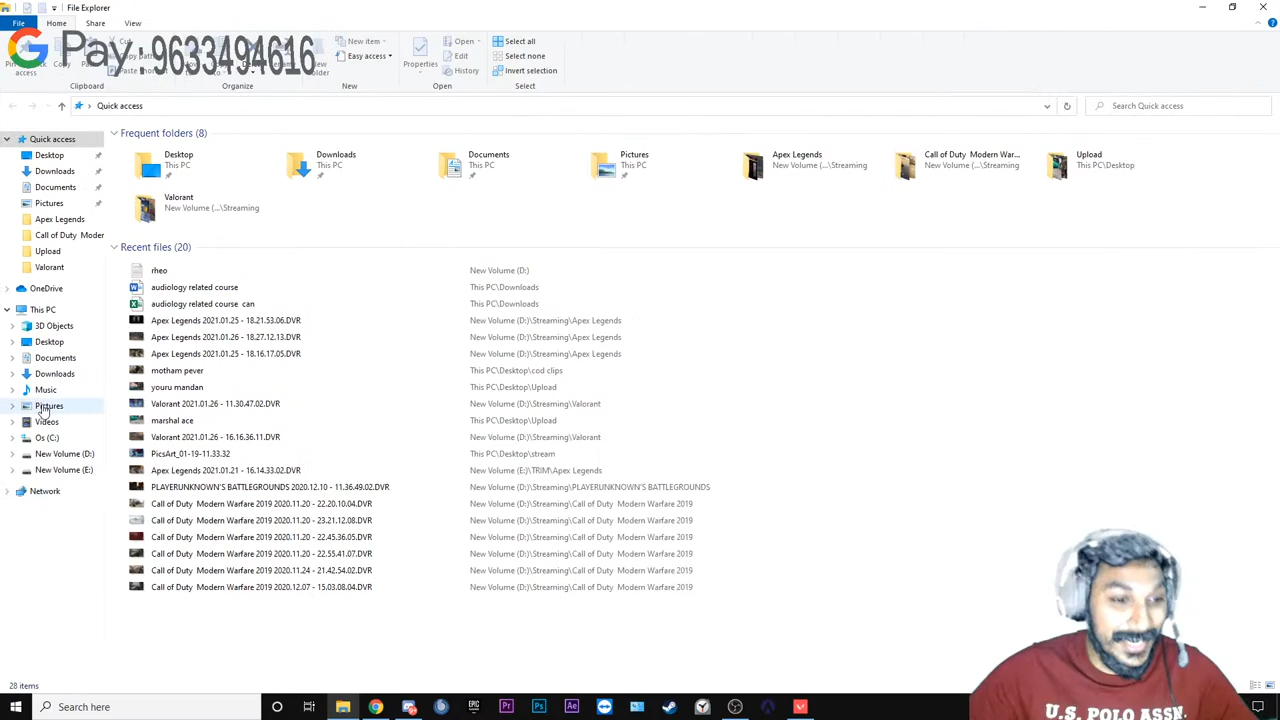 File Explorer
File Home Share View
G Pay : 9633494616
Cut
New item
Easy access
New folder
Properties
Open
Edit
History
Select all
Select none
Invert selection
Clipboard Organize New Open Select
Quick access
Search Quick access
Quick access
Desktop
Downloads
Documents
Pictures
Apex Legends
Call of Duty Moder
Upload
Valorant
OneDrive
This PC
3D Objects
Desktop
Documents
Downloads
Music
Pictures
Videos
Os (C:)
New Volume (D:)
New Volume (E:)
Network
Frequent folders (8)
Desktop
This PC
Downloads
This PC
Documents
This PC
Pictures
This PC
Apex Legends
New Volume (...\Streaming
Call of Duty Modern War...
New Volume (...\Streaming
Upload
This PC\Desktop
Valorant
New Volume (...\Streaming
Recent files (20)
rheo New Volume (D:)
audiology related course This PC\Downloads
audiology related course can This PC\Downloads
Apex Legends 2021.01.25 - 18.21.53.06.DVR New Volume (D:)\Streaming\Apex Legends
Apex Legends 2021.01.26 - 18.27.12.13.DVR New Volume (D:)\Streaming\Apex Legends
Apex Legends 2021.01.25 - 18.16.17.05.DVR New Volume (D:)\Streaming\Apex Legends
motham pever This PC\Desktop\cod clips
youru mandan This PC\Desktop\Upload
Valorant 2021.01.26 - 11.30.47.02.DVR New Volume (D:)\Streaming\Valorant
marshal ace This PC\Desktop\Upload
Valorant 2021.01.26 - 16.16.36.11.DVR New Volume (D:)\Streaming\Valorant
PicsArt_01-19-11.33.32 This PC\Desktop\stream
Apex Legends 2021.01.21 - 16.14.33.02.DVR New Volume (E:)\TRIM\Apex Legends
PLAYERUNKNOWN'S BATTLEGROUNDS 2020.12.10 - 11.36.49.02.DVR New Volume (D:)\Streaming\PLAYERUNKNOWN'S BATTLEGROUNDS
Call of Duty Modern Warfare 2019 2020.11.20 - 22.20.10.04.DVR New Volume (D:)\Streaming\Call of Duty Modern Warfare 2019
Call of Duty Modern Warfare 2019 2020.11.20 - 23.21.12.08.DVR New Volume (D:)\Streaming\Call of Duty Modern Warfare 2019
Call of Duty Modern Warfare 2019 2020.11.20 - 22.45.36.05.DVR New Volume (D:)\Streaming\Call of Duty Modern Warfare 2019
Call of Duty Modern Warfare 2019 2020.11.20 - 22.55.41.07.DVR New Volume (D:)\Streaming\Call of Duty Modern Warfare 2019
Call of Duty Modern Warfare 2019 2020.11.24 - 21.42.54.02.DVR New Volume (D:)\Streaming\Call of Duty Modern Warfare 2019
Call of Duty Modern Warfare 2019 2020.12.07 - 15.03.08.04.DVR New Volume (D:)\Streaming\Call of Duty Modern Warfare 2019
28 items
Search here
EPIC
Pr Ps Ae
U.S. POLO ASSN.